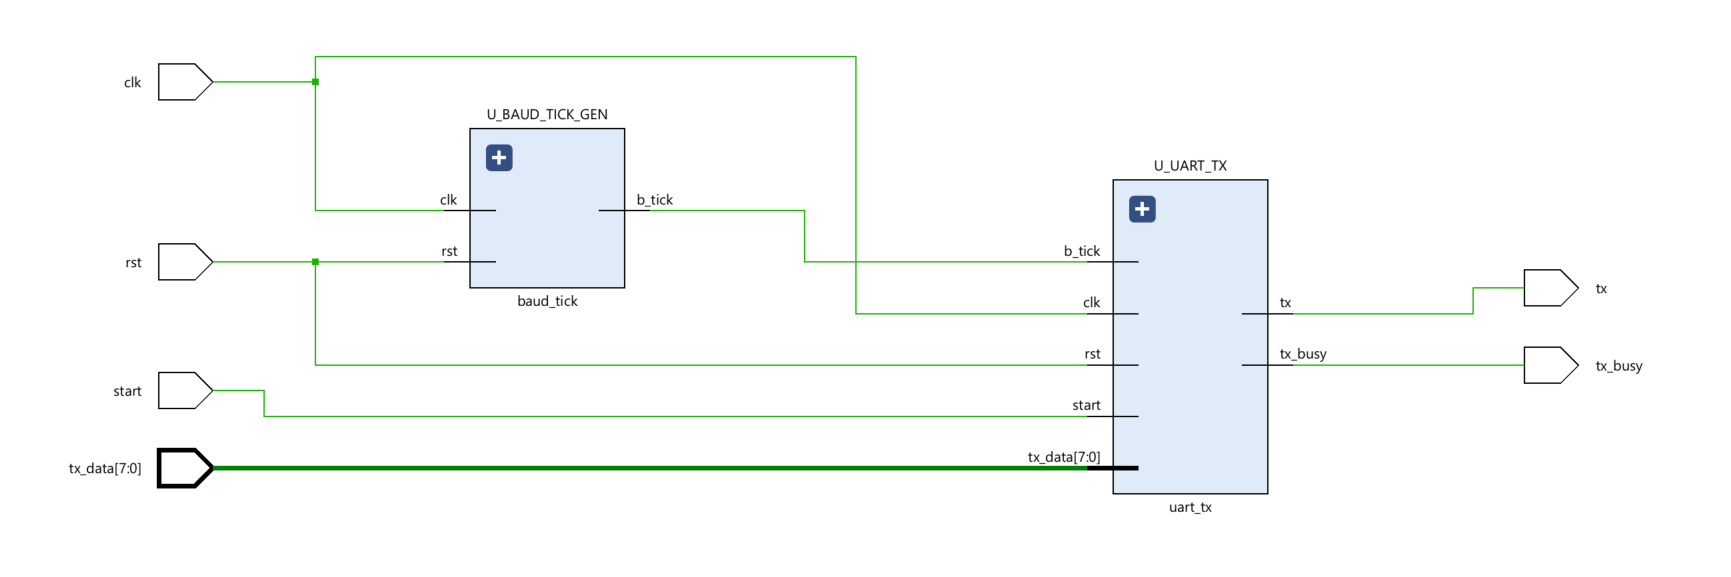 clk
U_BAUD_TICK_GEN
clk
b_tick
rst
baud_tick
rst
start
tx_data[7:0]
U_UART_TX
b_tick
clk
rst
start
tx_data[7:0]
tx
tx_busy
uart_tx
tx
tx_busy